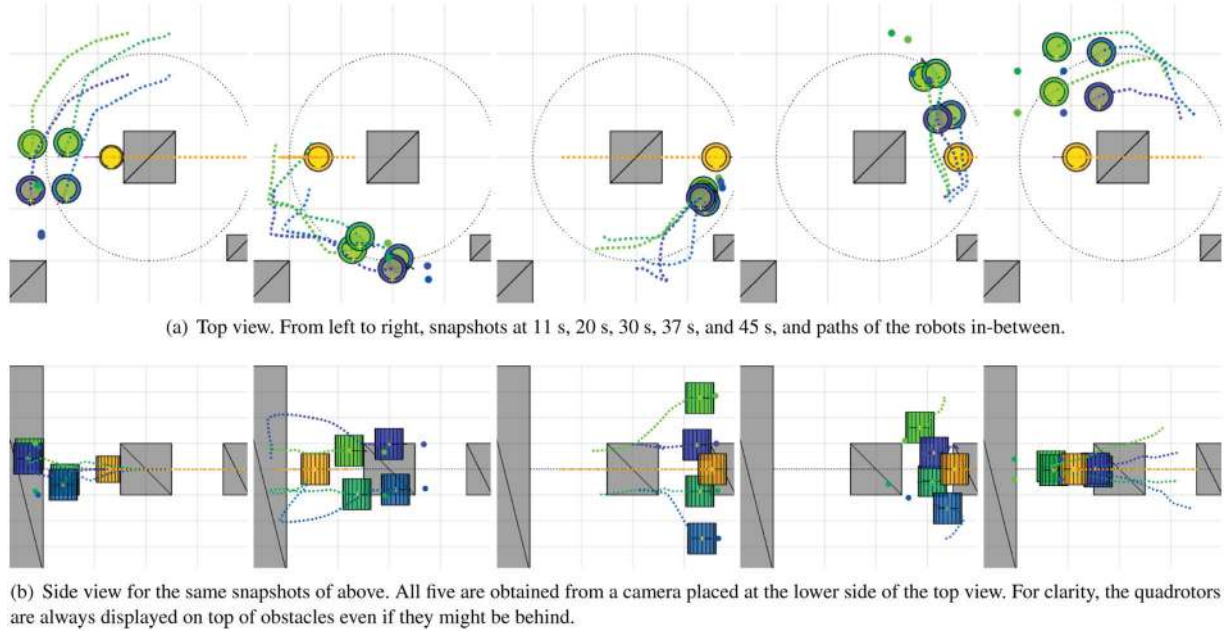 (a) Top view. From left to right, snapshots at 11 s, 20 s, 30 s, 37 s, and 45 s, and paths of the robots in-between.
(b) Side view for the same snapshots of above. All five are obtained from a camera placed at the lower side of the top view. For clarity, the quadrotors
are always displayed on top of obstacles even if they might be behind.